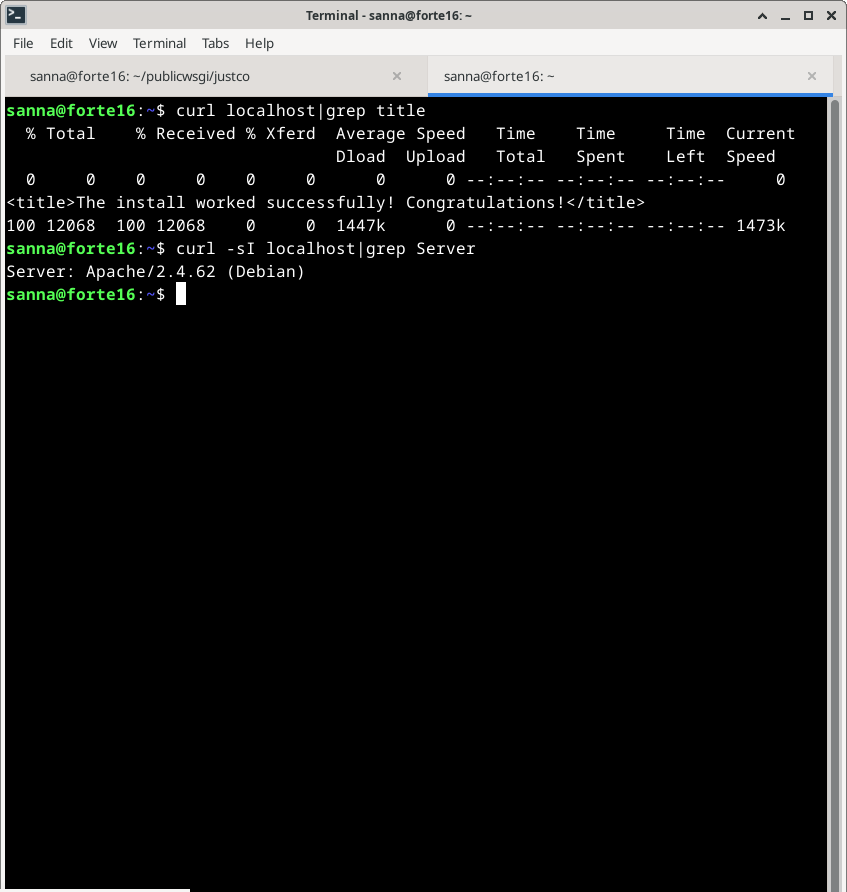 Terminal - sanna@forte16: ~
File Edit View Terminal Tabs Help
sanna@forte16: ~/publicwsgi/justco
sanna@forte16: ~
sanna@forte16:~$ curl localhost|grep title
  % Total    % Received % Xferd  Average Speed   Time    Time     Time  Current
                                 Dload  Upload   Total   Spent    Left  Speed
  0     0    0     0    0     0      0      0 --:--:-- --:--:-- --:--:--     0
<title>The install worked successfully! Congratulations!</title>
100 12068  100 12068    0     0  1447k      0 --:--:-- --:--:-- --:--:-- 1473k
sanna@forte16:~$ curl -sI localhost|grep Server
Server: Apache/2.4.62 (Debian)
sanna@forte16:~$